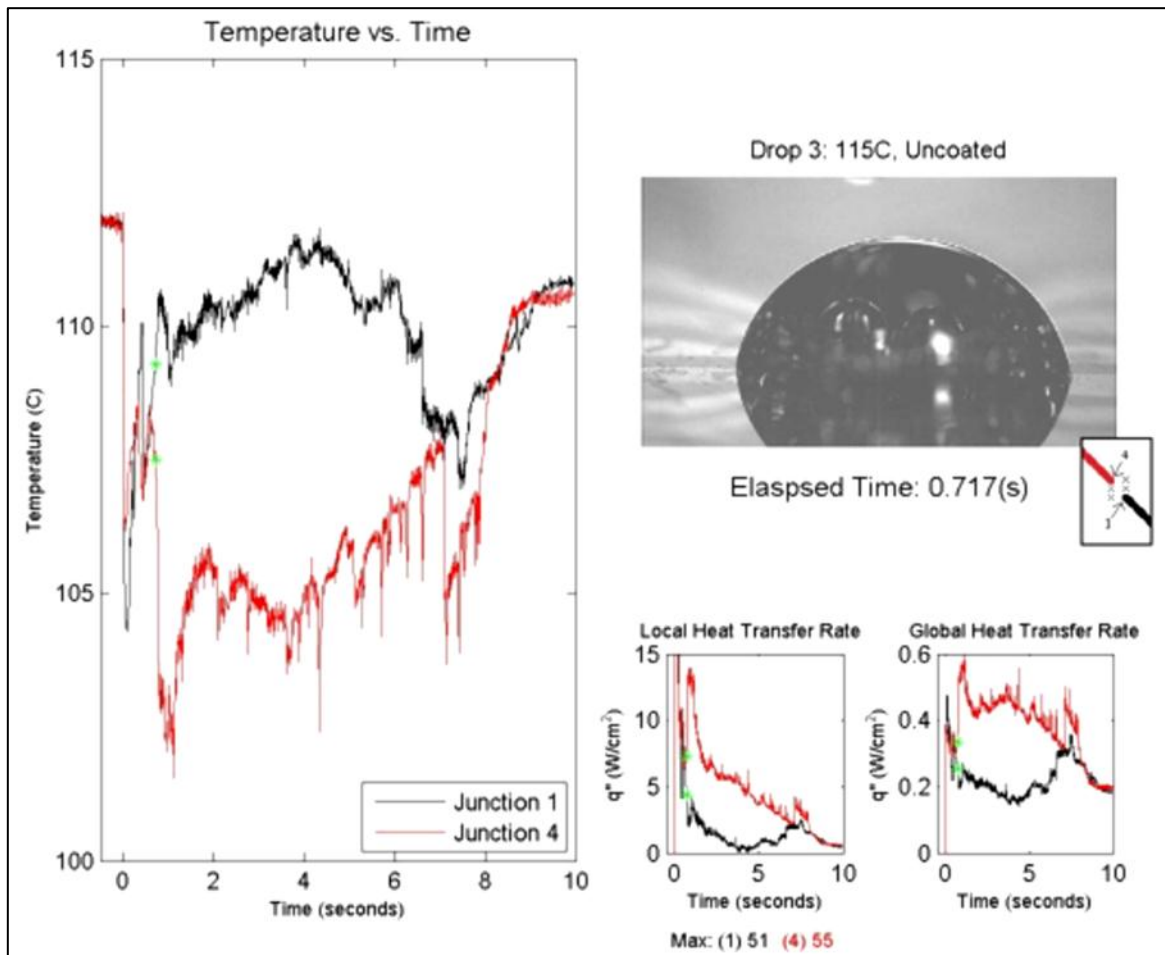 Temperature vs. Time
115
110
105
100
Temperature (C)
0 2 4 6 8 10
Time (seconds)
Junction 1
Junction 4
Drop 3: 115C, Uncoated
Elaspsed Time: 0.717(s)
4
1
Local Heat Transfer Rate
15
10
5
0
q" (W/cm²)
0 5 10
Time (seconds)
Max: (1) 51 (4) 55
Global Heat Transfer Rate
0.6
0.4
0.2
0
q" (W/cm²)
0 5 10
Time (seconds)